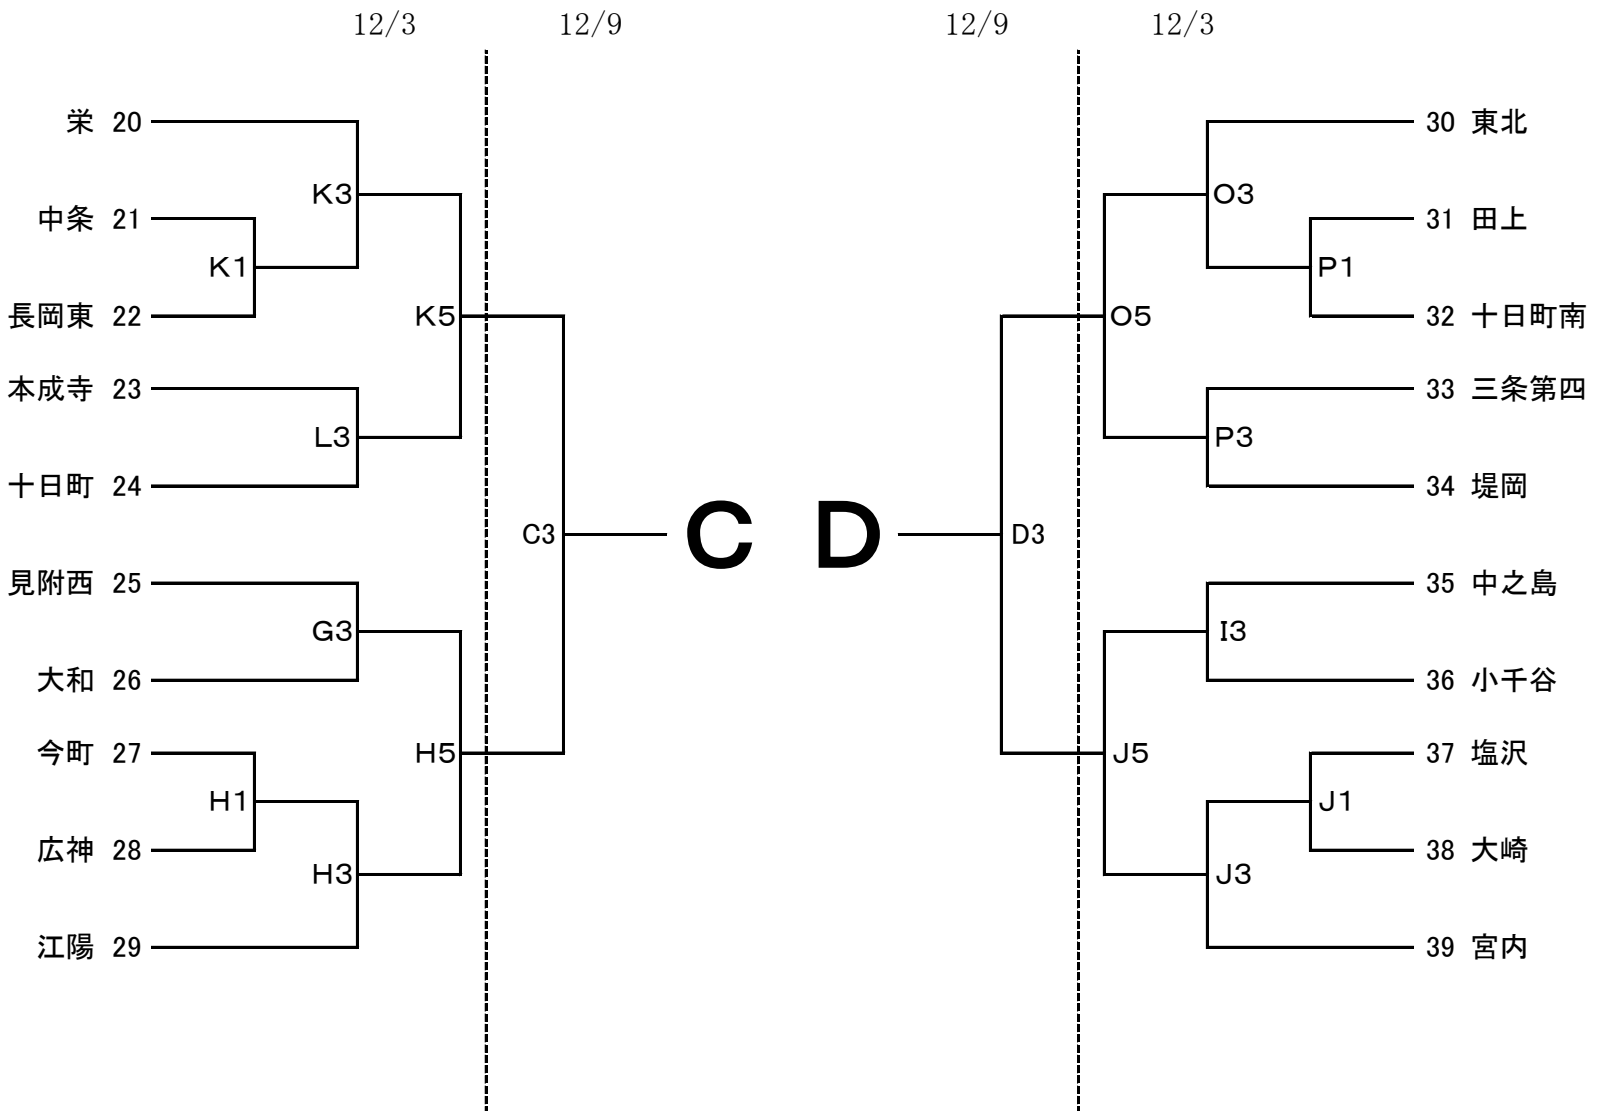 12/3 12/9 12/9 12/3
栄 20 30 東北
K3 O3
中条 21 31 田上
K1 P1
長岡東 22 K5 O5 32 十日町南
本成寺 23 33 三条第四
L3 P3
十日町 24 34 堤岡
C3 C D D3
見附西 25 35 中之島
G3 I3
大和 26 36 小千谷
今町 27 H5 J5 37 塩沢
H1 J1
広神 28 38 大崎
H3 J3
江陽 29 39 宮内